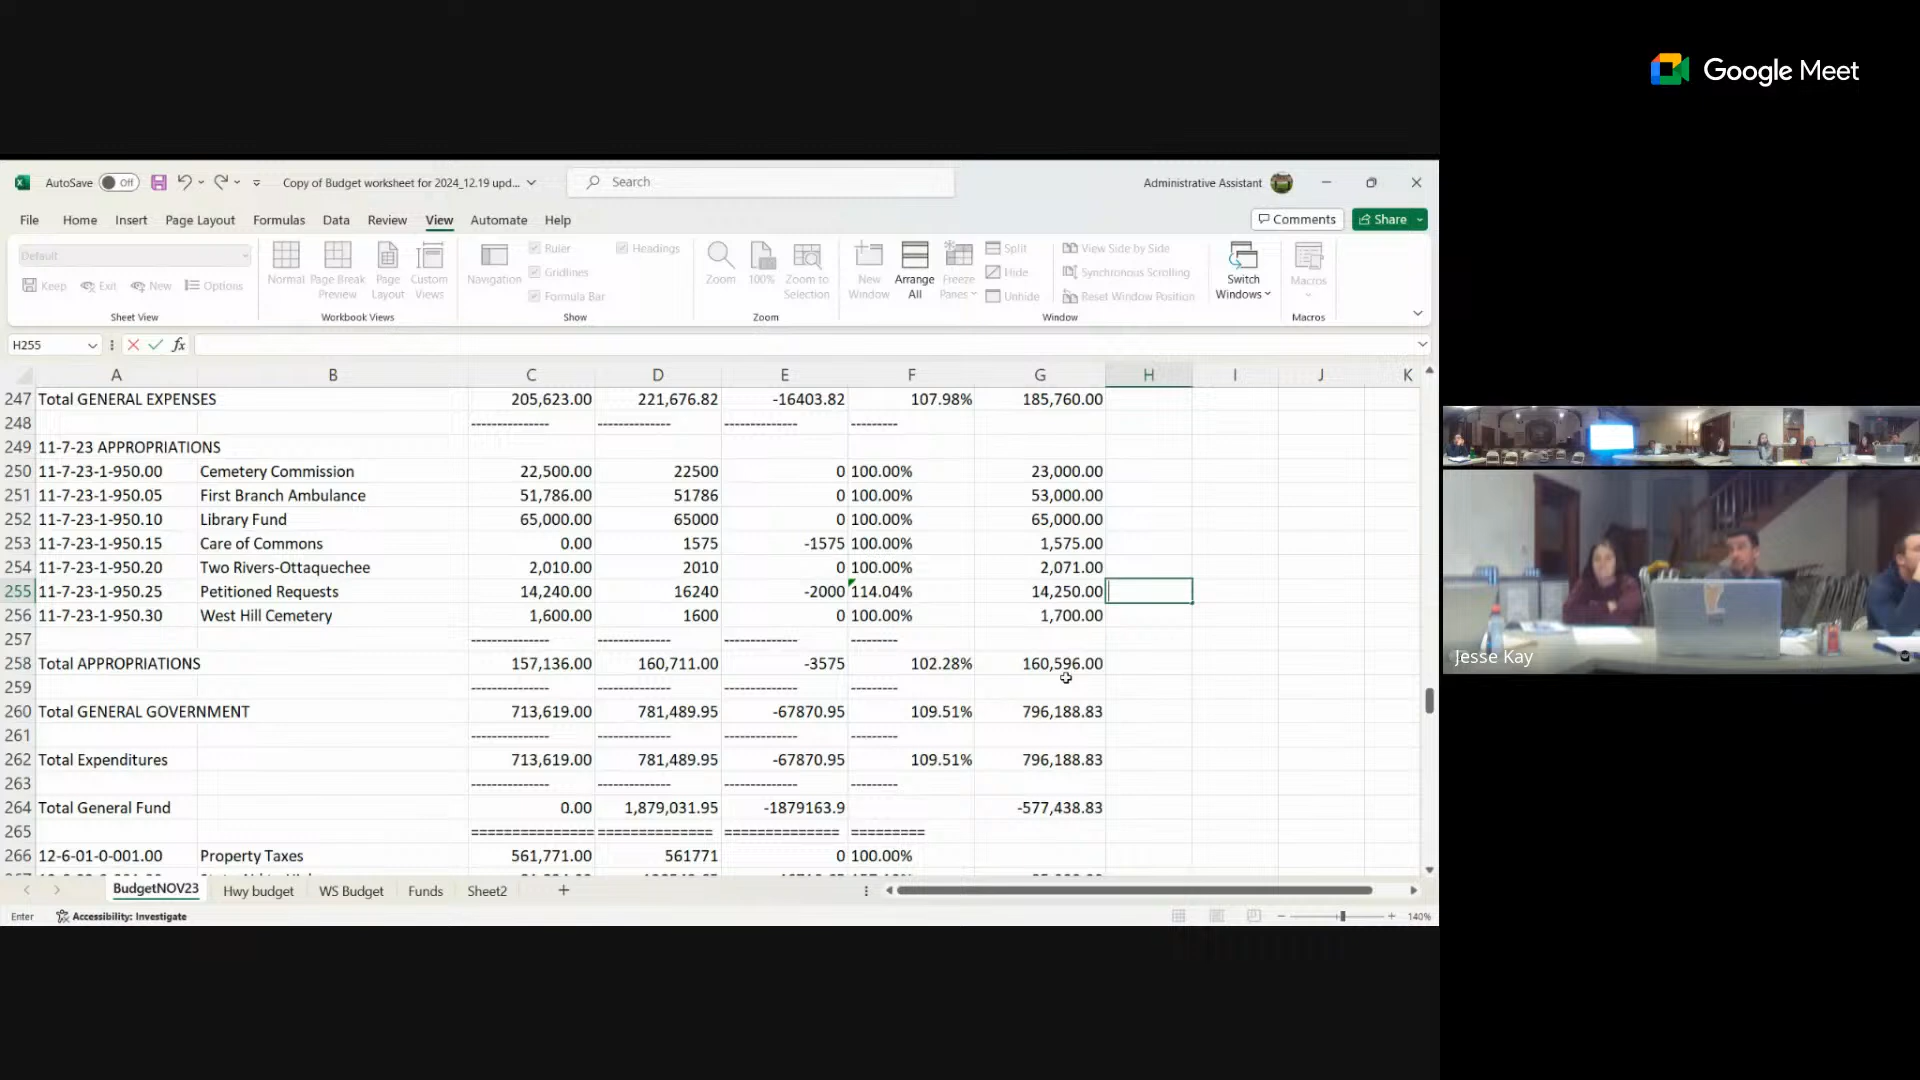 Google Meet
AutoSave Off Copy of Budget worksheet for 2024_12.19 upd... Search Administrative Assistant
File Home Insert Page Layout Formulas Data Review View Automate Help Comments Share
Default
Keep Exit New Options
Sheet View
Normal Page Break Preview Page Layout Custom Views
Workbook Views
Navigation Ruler Gridlines Formula Bar Headings
Show
Zoom 100% Zoom to Selection
Zoom
New Window Arrange All Freeze Panes Split Hide Unhide View Side by Side Synchronous Scrolling Reset Window Position Switch Windows
Window
Macros
Macros
H255 fx
A B C D E F G H I J K
247 Total GENERAL EXPENSES 205,623.00 221,676.82 -16403.82 107.98% 185,760.00
248 --------------- -------------- -------------- ---------
249 11-7-23 APPROPRIATIONS
250 11-7-23-1-950.00 Cemetery Commission 22,500.00 22500 0 100.00% 23,000.00
251 11-7-23-1-950.05 First Branch Ambulance 51,786.00 51786 0 100.00% 53,000.00
252 11-7-23-1-950.10 Library Fund 65,000.00 65000 0 100.00% 65,000.00
253 11-7-23-1-950.15 Care of Commons 0.00 1575 -1575 100.00% 1,575.00
254 11-7-23-1-950.20 Two Rivers-Ottaquechee 2,010.00 2010 0 100.00% 2,071.00
255 11-7-23-1-950.25 Petitioned Requests 14,240.00 16240 -2000 114.04% 14,250.00
256 11-7-23-1-950.30 West Hill Cemetery 1,600.00 1600 0 100.00% 1,700.00
257 --------------- -------------- -------------- ---------
258 Total APPROPRIATIONS 157,136.00 160,711.00 -3575 102.28% 160,596.00
259 --------------- -------------- -------------- ---------
260 Total GENERAL GOVERNMENT 713,619.00 781,489.95 -67870.95 109.51% 796,188.83
261 --------------- -------------- -------------- ---------
262 Total Expenditures 713,619.00 781,489.95 -67870.95 109.51% 796,188.83
263 --------------- -------------- -------------- ---------
264 Total General Fund 0.00 1,879,031.95 -1879163.9 -577,438.83
265 =============== ============== ============== =========
266 12-6-01-0-001.00 Property Taxes 561,771.00 561771 0 100.00%
BudgetNOV23 Hwy budget WS Budget Funds Sheet2
Enter Accessibility: Investigate 140%
Jesse Kay